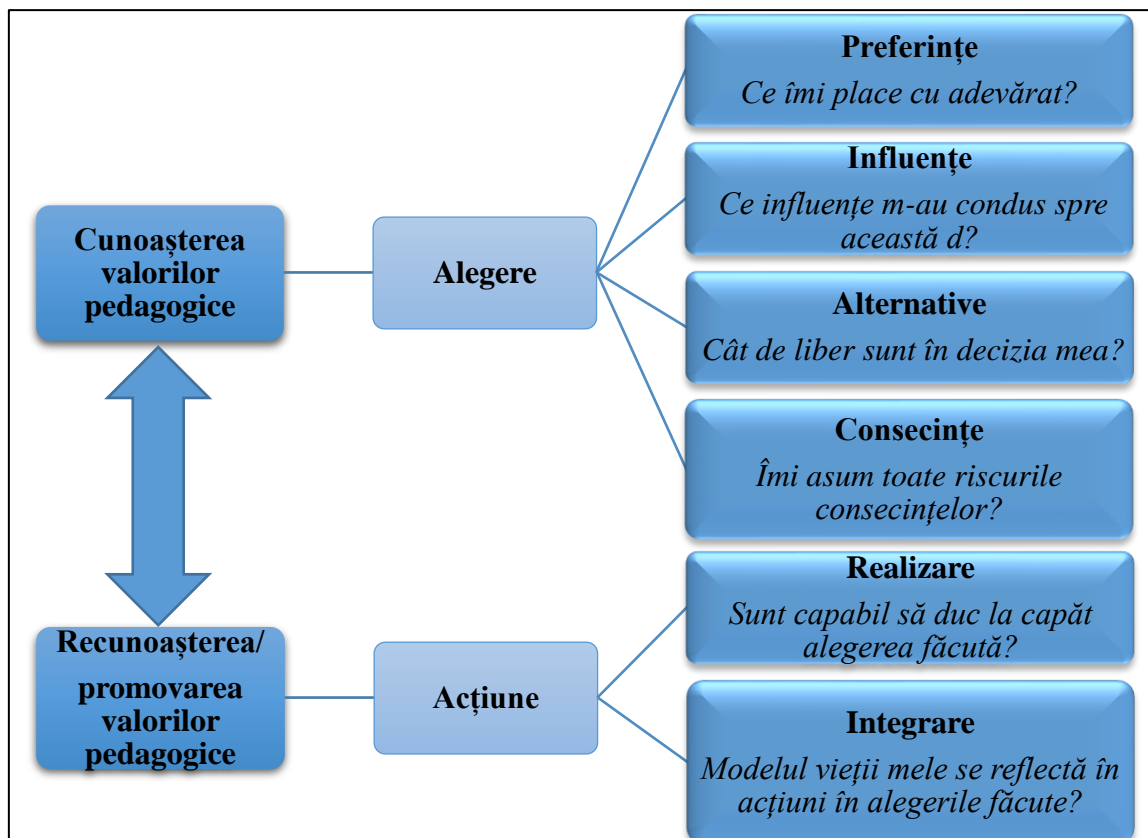 Cunoașterea
valorilor
pedagogice
Alegere
Preferințe
Ce îmi place cu adevărat?
Influențe
Ce influențe m-au condus spre
această d?
Alternative
Cât de liber sunt în decizia mea?
Consecințe
Îmi asum toate riscurile
consecințelor?
Recunoașterea/
promovarea
valorilor
pedagogice
Acțiune
Realizare
Sunt capabil să duc la capăt
alegerea făcută?
Integrare
Modelul vieții mele se reflectă în
acțiuni în alegerile făcute?